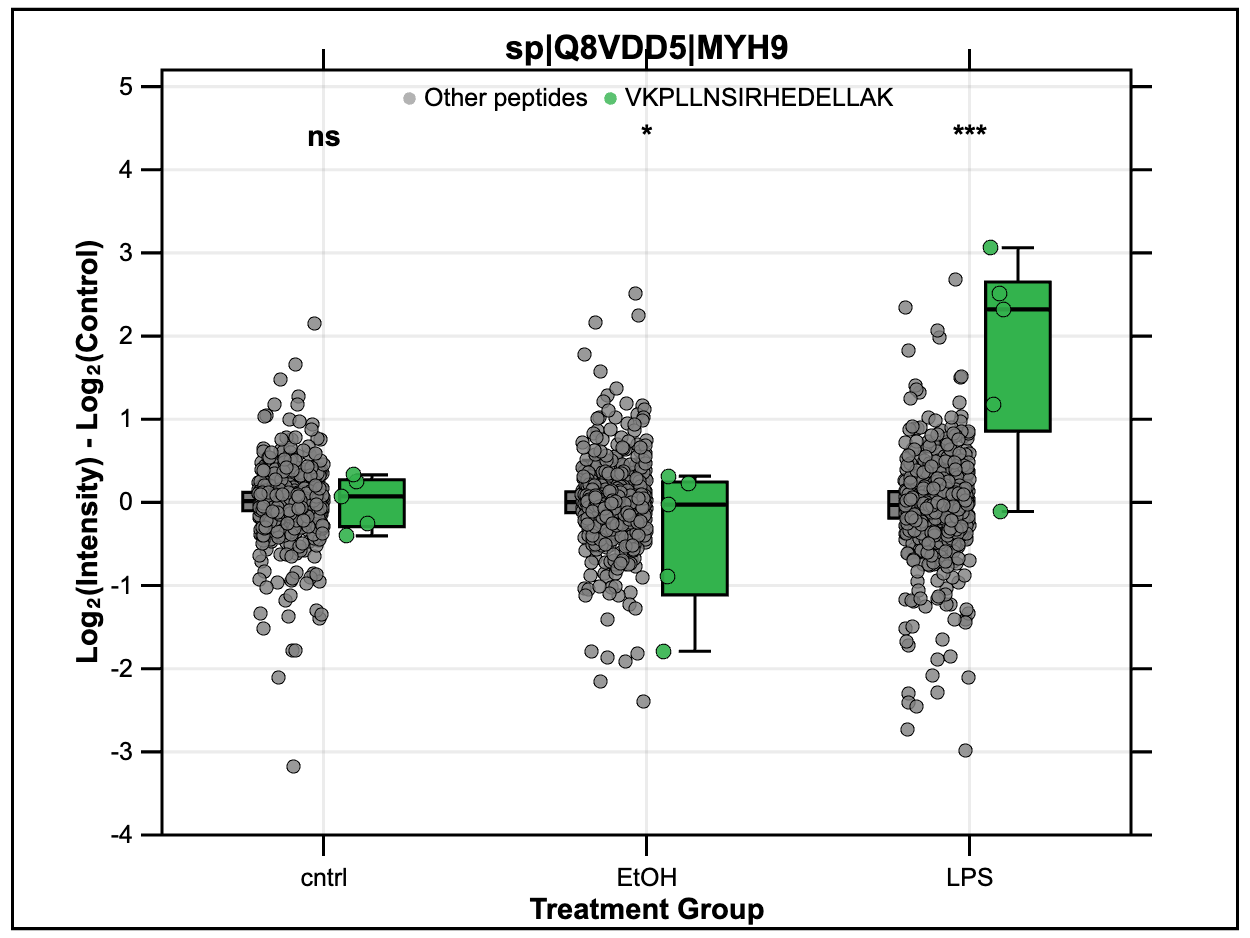 sp|Q8VDD5|MYH9
Other peptides VKPLLNSIRHEDELLAK
ns * ***
5
4
3
2
1
0
-1
-2
-3
-4
Log₂(Intensity) - Log₂(Control)
cntrl EtOH LPS
Treatment Group